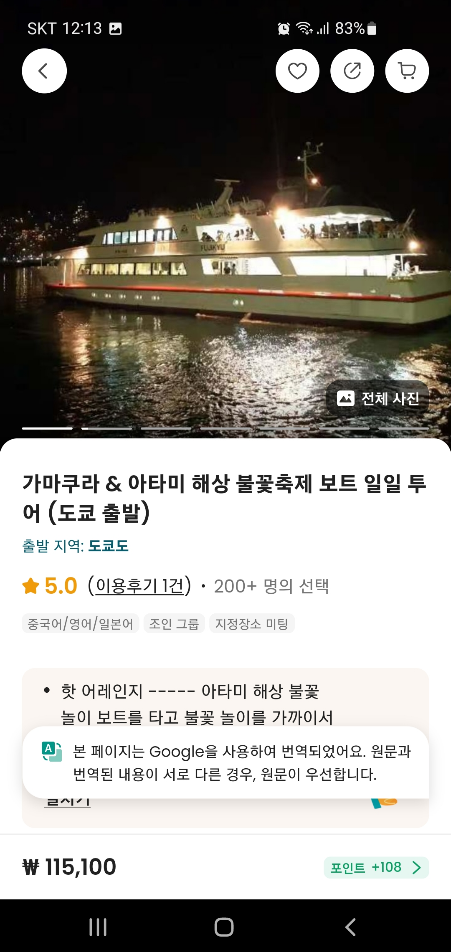 SKT 12:13
83%
FUJIKYU
전체 사진
가마쿠라 & 아타미 해상 불꽃축제 보트 일일 투
어 (도쿄 출발)
출발 지역: 도쿄도
5.0 (이용후기 1건) · 200+ 명의 선택
중국어/영어/일본어 조인 그룹 지정장소 미팅
• 핫 어레인지 ----- 아타미 해상 불꽃
놀이 보트를 타고 불꽃 놀이를 가까이서
본 페이지는 Google을 사용하여 번역되었어요. 원문과
번역된 내용이 서로 다른 경우, 원문이 우선합니다.
₩ 115,100
포인트 +108